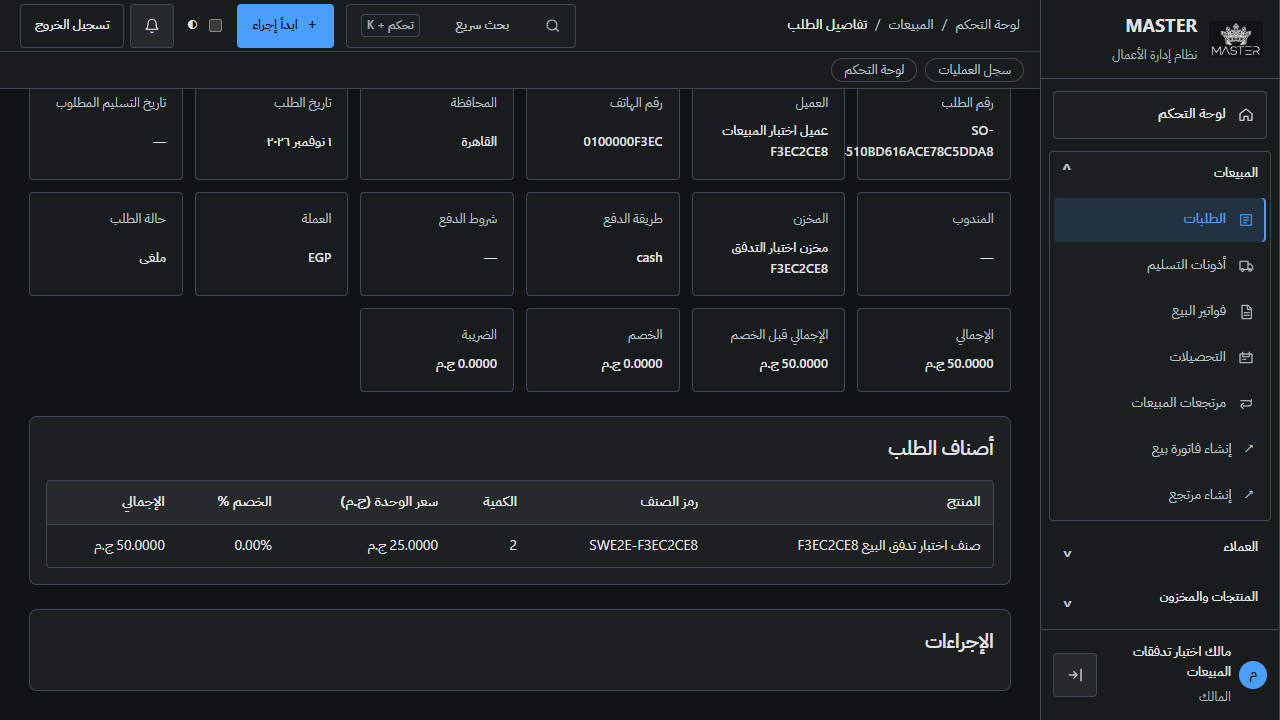 MASTER
نظام إدارة الأعمال
MASTER
لوحة التحكم
المبيعات
الطلبات
أذونات التسليم
فواتير البيع
التحصيلات
مرتجعات المبيعات
إنشاء فاتورة بيع
إنشاء مرتجع
العملاء
المنتجات والمخزون
مالك اختبار تدفقات
المبيعات
المالك
م
لوحة التحكم / المبيعات / تفاصيل الطلب
بحث سريع
تحكم + K
+ ابدأ إجراء
تسجيل الخروج
سجل العمليات
لوحة التحكم
رقم الطلب
SO-
510BD616ACE78C5DDA8
العميل
عميل اختبار المبيعات
F3EC2CE8
رقم الهاتف
0100000F3EC
المحافظة
القاهرة
تاريخ الطلب
١ نوفمبر ٢٠٢٦
تاريخ التسليم المطلوب
—
المندوب
—
المخزن
مخزن اختبار التدفق
F3EC2CE8
طريقة الدفع
cash
شروط الدفع
—
العملة
EGP
حالة الطلب
ملغى
الإجمالي
50.0000 ج.م
الإجمالي قبل الخصم
50.0000 ج.م
الخصم
0.0000 ج.م
الضريبة
0.0000 ج.م
أصناف الطلب
المنتج رمز الصنف الكمية سعر الوحدة (ج.م) الخصم % الإجمالي
صنف اختبار تدفق البيع F3EC2CE8 SWE2E-F3EC2CE8 2 25.0000 ج.م 0.00% 50.0000 ج.م
الإجراءات